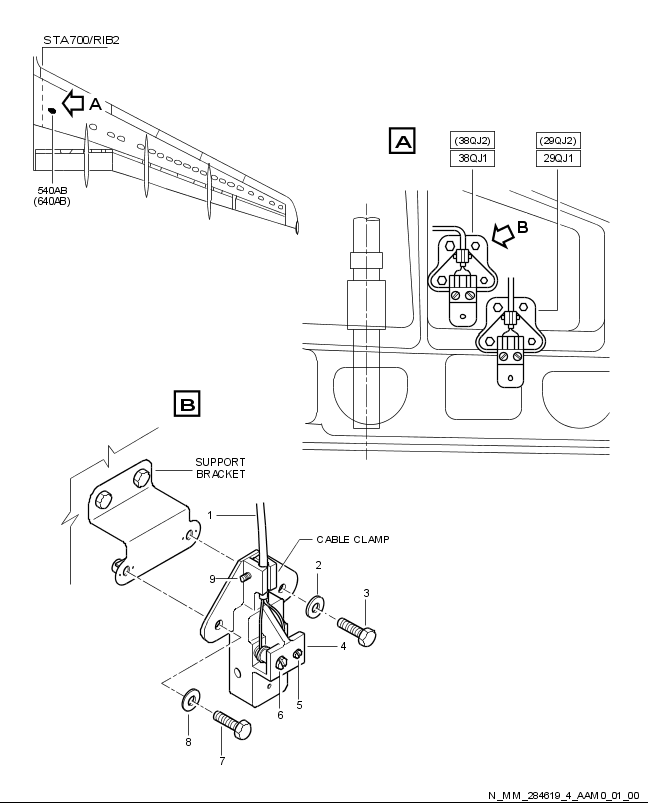 STA700/RIB2
A
540AB
(640AB)
A
(38QJ2)
38QJ1
(29QJ2)
29QJ1
B
B
SUPPORT
BRACKET
1
CABLE CLAMP
9
2
3
4
5
6
8
7
N_MM_284619_4_AAM0_01_00